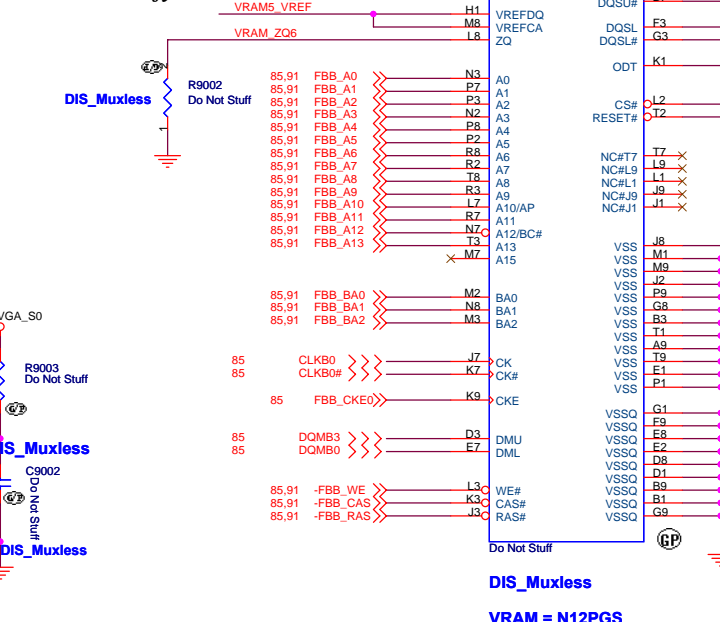 VRAM5_VREF
VRAM_ZQ6
H1 VREFDQ
M8 VREFCA
L8 ZQ
DQSU#
DQSL F3
DQSL# G3
ODT K1
CS# L2
RESET# T2
2
R9002
Do Not Stuff
DIS_Muxless
1
85,91 FBB_A0 N3 A0
85,91 FBB_A1 P7 A1
85,91 FBB_A2 P3 A2
85,91 FBB_A3 N2 A3
85,91 FBB_A4 P8 A4
85,91 FBB_A5 P2 A5
85,91 FBB_A6 R8 A6
85,91 FBB_A7 R2 A7
85,91 FBB_A8 T8 A8
85,91 FBB_A9 R3 A9
85,91 FBB_A10 L7 A10/AP
85,91 FBB_A11 R7 A11
85,91 FBB_A12 N7 A12/BC#
85,91 FBB_A13 T3 A13
M7 A15
NC#T7 T7
NC#L9 L9
NC#L1 L1
NC#J9 J9
NC#J1 J1
85,91 FBB_BA0 M2 BA0
85,91 FBB_BA1 N8 BA1
85,91 FBB_BA2 M3 BA2
85 CLKB0 J7 CK
85 CLKB0# K7 CK#
85 FBB_CKE0 K9 CKE
85 DQMB3 D3 DMU
85 DQMB0 E7 DML
85,91 -FBB_WE L3 WE#
85,91 -FBB_CAS K3 CAS#
85,91 -FBB_RAS J3 RAS#
VSS J8
VSS M1
VSS M9
VSS J2
VSS P9
VSS G8
VSS B3
VSS T1
VSS A9
VSS T9
VSS E1
VSS P1
VSSQ G1
VSSQ F9
VSSQ E8
VSSQ E2
VSSQ D8
VSSQ D1
VSSQ B9
VSSQ B1
VSSQ G9
VGA_S0
R9003
Do Not Stuff
G/P
IS_Muxless
C9002
Do Not Stuff
G/P
DIS_Muxless
GP
Do Not Stuff
DIS_Muxless
VRAM = N12PGS